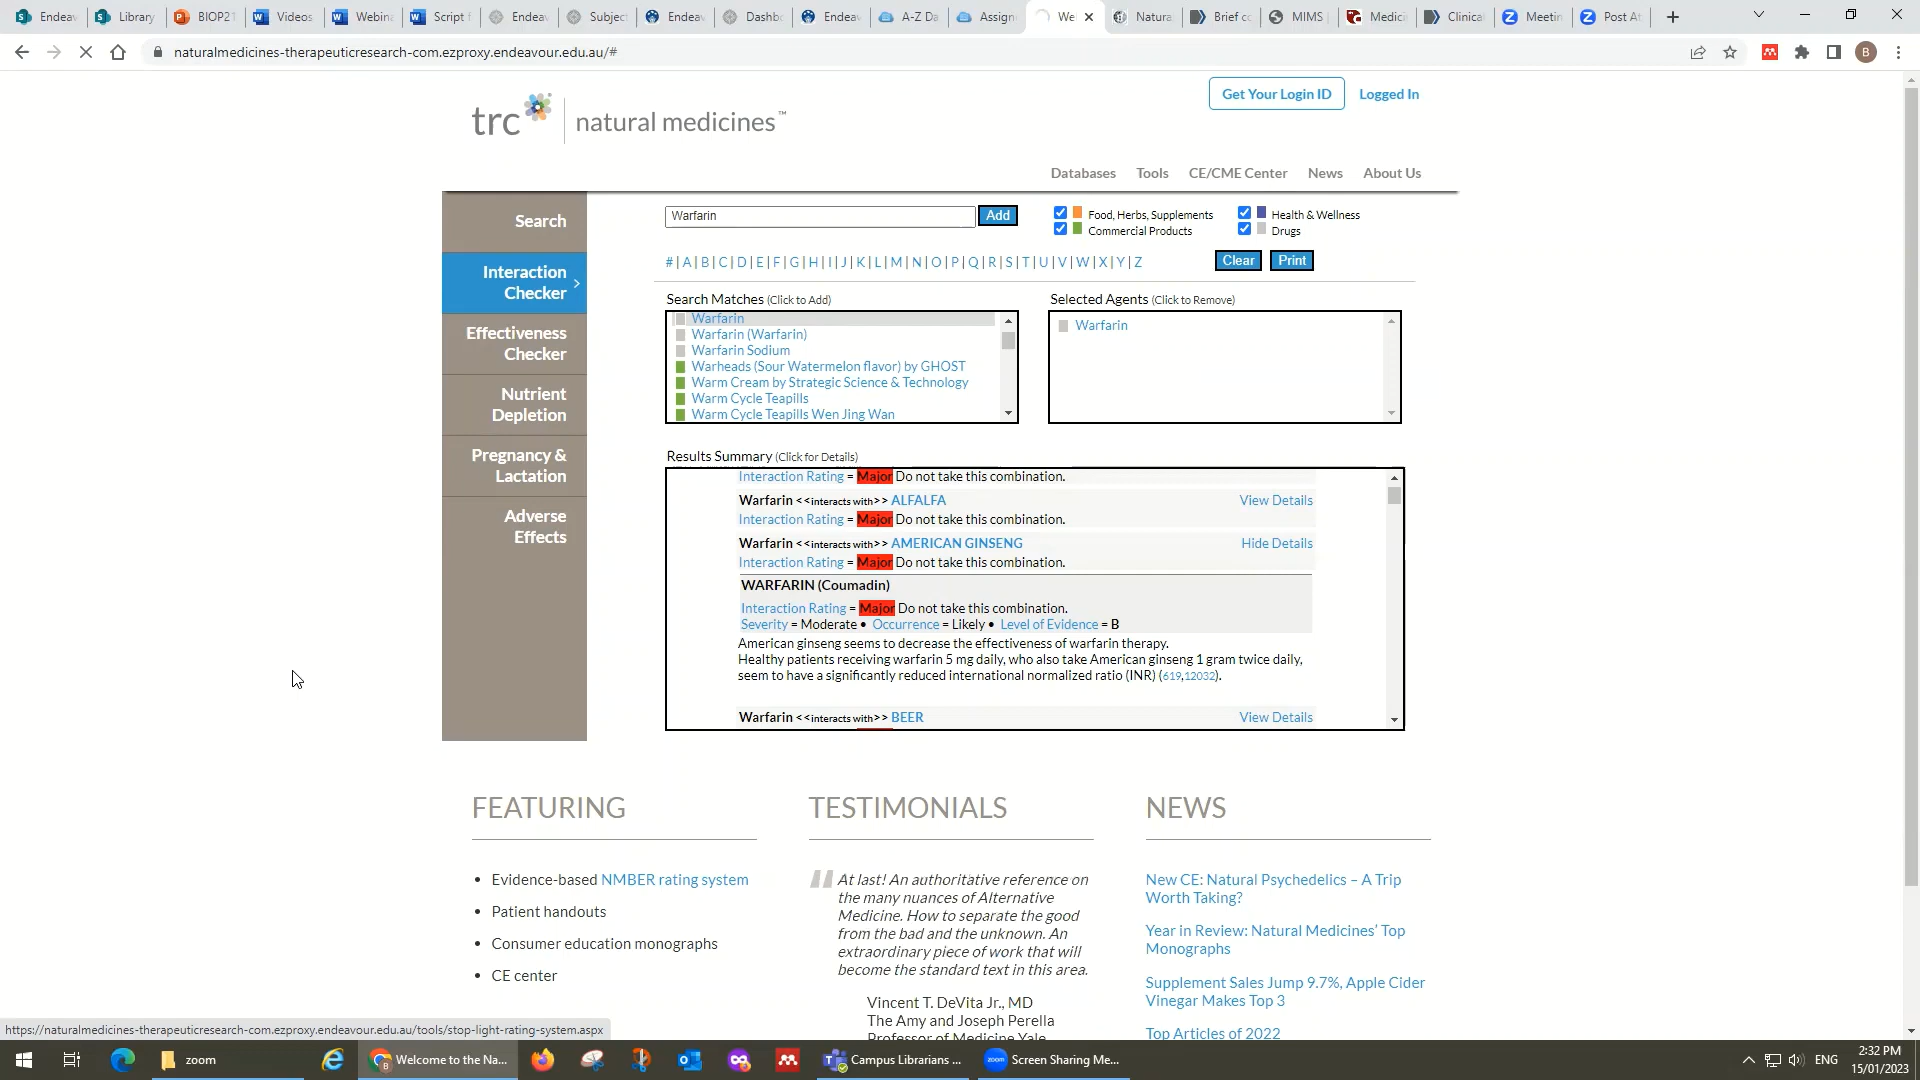 Endeav
Library
BIOP21
Videos
Webina
Script f
Endeav
Subject
Endeav
Dashbo
Endeav
A-Z Da
Assign
We
Natura
Brief co
MIMS
Medici
Clinica
Meetin
Post At
naturalmedicines-therapeuticresearch-com.ezproxy.endeavour.edu.au/#
B
Get Your Login ID
Logged In
trc natural medicines™
Databases
Tools
CE/CME Center
News
About Us
Search
Interaction
Checker
Effectiveness
Checker
Nutrient
Depletion
Pregnancy &
Lactation
Adverse
Effects
Warfarin
Add
Food, Herbs, Supplements
Health & Wellness
Commercial Products
Drugs
#|A|B|C|D|E|F|G|H|I|J|K|L|M|N|O|P|Q|R|S|T|U|V|W|X|Y|Z
Clear
Print
Search Matches (Click to Add)
Warfarin
Warfarin (Warfarin)
Warfarin Sodium
Warheads (Sour Watermelon flavor) by GHOST
Warm Cream by Strategic Science & Technology
Warm Cycle Teapills
Warm Cycle Teapills Wen Jing Wan
Selected Agents (Click to Remove)
Warfarin
Results Summary (Click for Details)
Interaction Rating = Major Do not take this combination.
Warfarin <<interacts with>> ALFALFA View Details
Interaction Rating = Major Do not take this combination.
Warfarin <<interacts with>> AMERICAN GINSENG Hide Details
Interaction Rating = Major Do not take this combination.
WARFARIN (Coumadin)
Interaction Rating = Major Do not take this combination.
Severity = Moderate • Occurrence = Likely • Level of Evidence = B
American ginseng seems to decrease the effectiveness of warfarin therapy.
Healthy patients receiving warfarin 5 mg daily, who also take American ginseng 1 gram twice daily,
seem to have a significantly reduced international normalized ratio (INR) (619,12032).
Warfarin <<interacts with>> BEER View Details
FEATURING
• Evidence-based NMBER rating system
• Patient handouts
• Consumer education monographs
• CE center
TESTIMONIALS
At last! An authoritative reference on
the many nuances of Alternative
Medicine. How to separate the good
from the bad and the unknown. An
extraordinary piece of work that will
become the standard text in this area.
Vincent T. DeVita Jr., MD
The Amy and Joseph Perella
Professor of Medicine Yale
NEWS
New CE: Natural Psychedelics – A Trip
Worth Taking?
Year in Review: Natural Medicines' Top
Monographs
Supplement Sales Jump 9.7%, Apple Cider
Vinegar Makes Top 3
Top Articles of 2022
https://naturalmedicines-therapeuticresearch-com.ezproxy.endeavour.edu.au/tools/stop-light-rating-system.aspx
zoom
Welcome to the Na...
Campus Librarians ...
zoom
Screen Sharing Me...
ENG
2:32 PM
15/01/2023